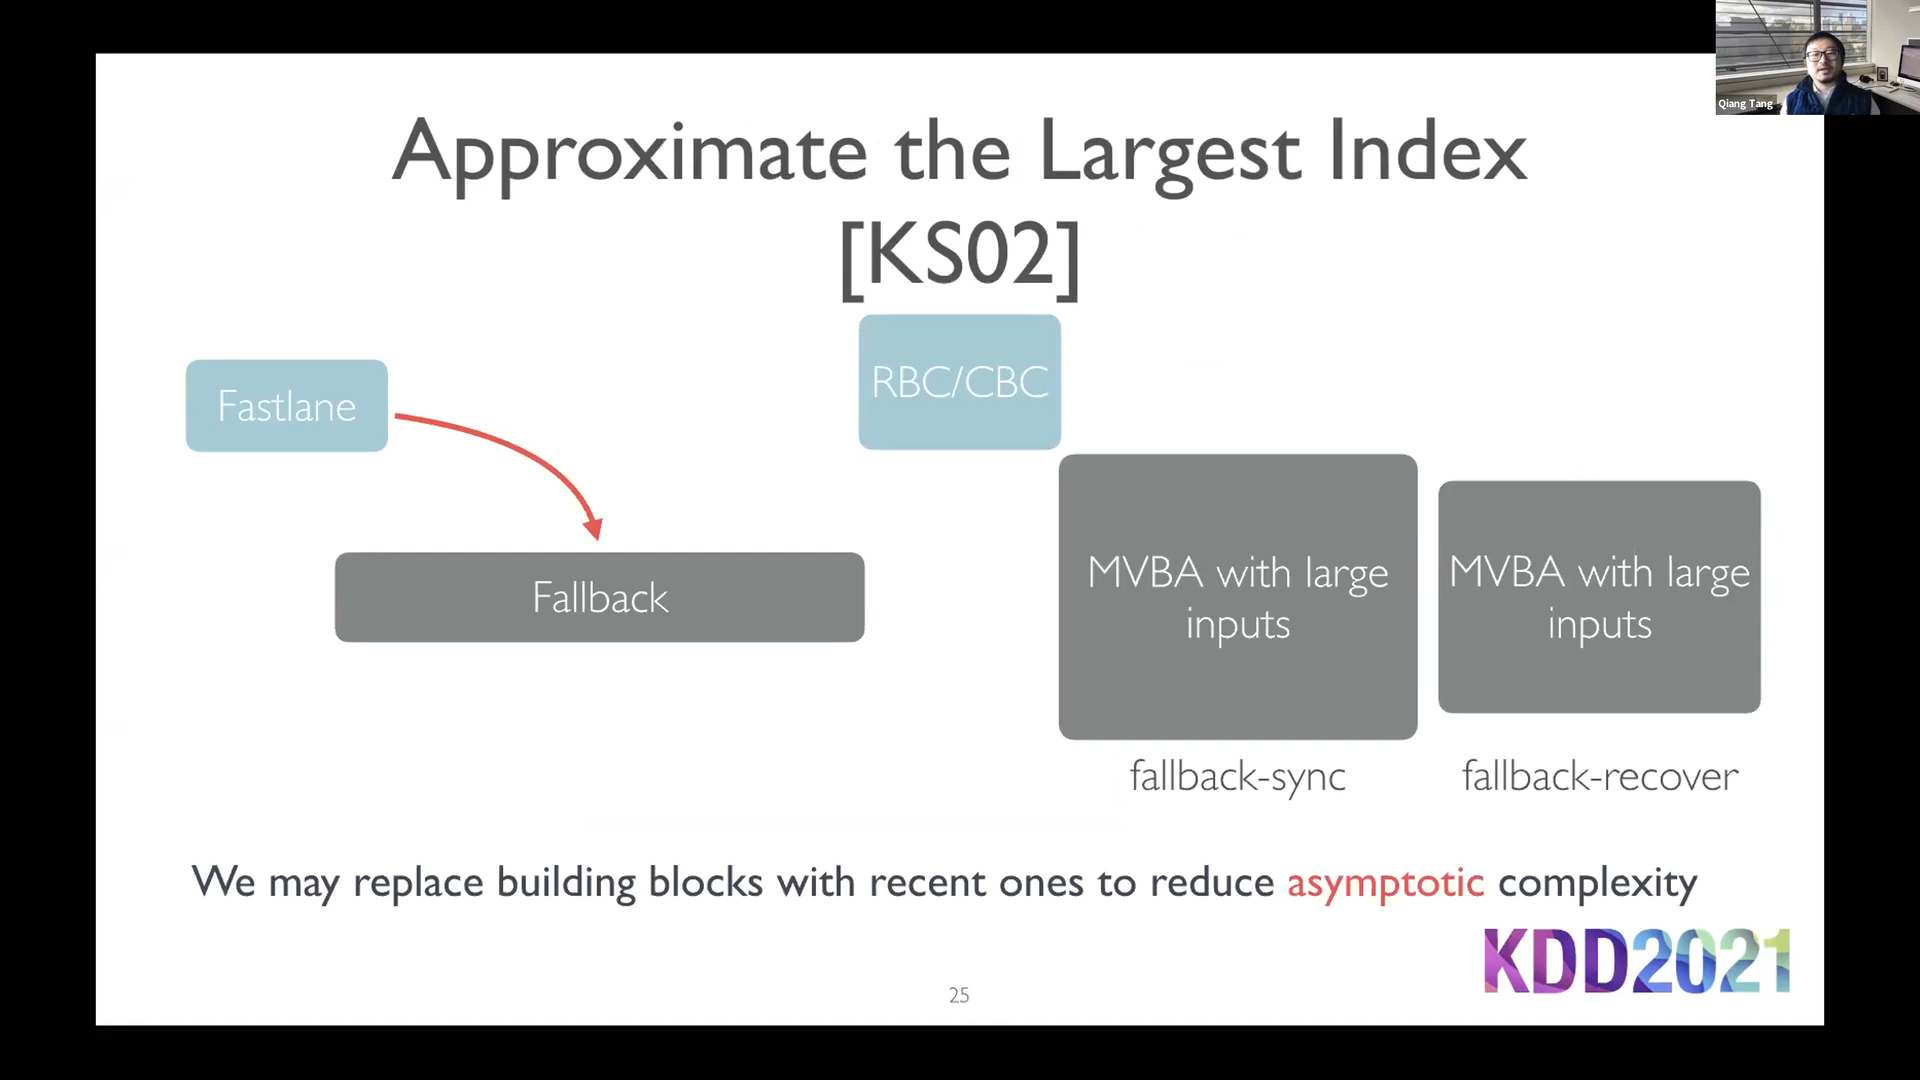 Qiang Tang
Approximate the Largest Index
[KS02]
RBC/CBC
Fastlane
Fallback
MVBA with large
inputs
MVBA with large
inputs
fallback-sync
fallback-recover
We may replace building blocks with recent ones to reduce asymptotic complexity
KDD2021
25